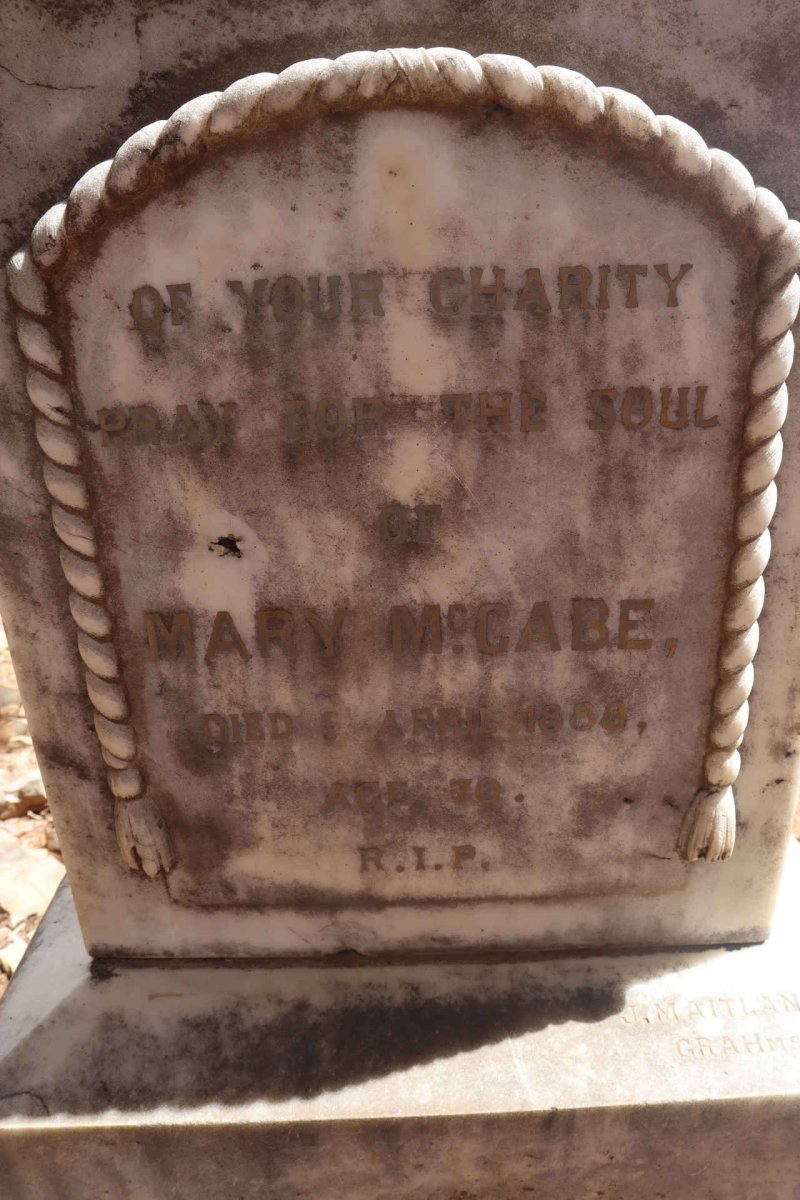 OF YOUR CHARITY
PRAY FOR THE SOUL
OF
MARY McCABE,
DIED APRIL
AGE
R.I.P.
J. MAITLAN
GRAHMS